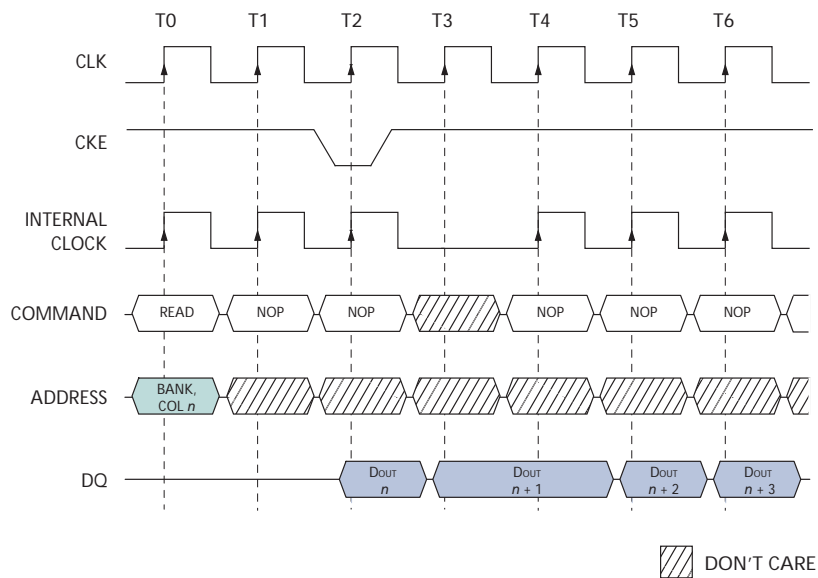 T0 T1 T2 T3 T4 T5 T6
CLK
CKE
INTERNAL
CLOCK
COMMAND READ NOP NOP NOP NOP NOP
ADDRESS BANK,
COL n
DQ DOUT n DOUT n + 1 DOUT n + 2 DOUT n + 3
DON'T CARE